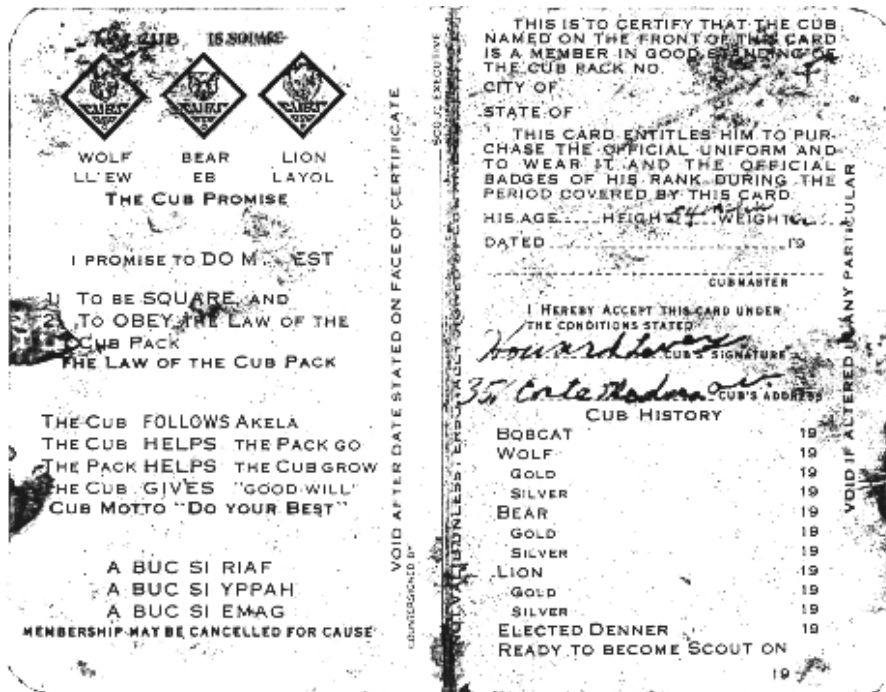 THE CUB IS SQUARE
WOLF BEAR LION
LL'EW EB LAYOL
THE CUB PROMISE
I PROMISE TO DO M EST
1) TO BE SQUARE, AND
2) TO OBEY THE LAW OF THE
CUB PACK
THE LAW OF THE CUB PACK
THE CUB FOLLOWS AKELA
THE CUB HELPS THE PACK GO
THE PACK HELPS THE CUB GROW
THE CUB GIVES "GOOD WILL"
CUB MOTTO "DO YOUR BEST"
A BUC SI RIAF
A BUC SI YPPAH
A BUC SI EMAG
MEMBERSHIP MAY BE CANCELLED FOR CAUSE
VOID AFTER DATE STATED ON FACE OF CERTIFICATE
COUNTERSIGNED BY
SCOUT EXECUTIVE
THIS IS TO CERTIFY THAT THE CUB
NAMED ON THE FRONT OF THIS CARD
IS A MEMBER IN GOOD STANDING OF
THE CUB PACK NO.
CITY OF
STATE OF
THIS CARD ENTITLES HIM TO PUR-
CHASE THE OFFICIAL UNIFORM AND
TO WEAR IT AND THE OFFICIAL
BADGES OF HIS RANK DURING THE
PERIOD COVERED BY THIS CARD.
HIS AGE HEIGHT WEIGHT
DATED 19
CUBMASTER
I HEREBY ACCEPT THIS CARD UNDER
THE CONDITIONS STATED
Howard CUB'S SIGNATURE
Corte Madera CUB'S ADDRESS
CUB HISTORY
BOBCAT 19
WOLF 19
GOLD 19
SILVER 19
BEAR 19
GOLD 19
SILVER 19
LION 19
GOLD 19
SILVER 19
ELECTED DENNER 19
READY TO BECOME SCOUT ON
19
VOID IF ALTERED IN ANY PARTICULAR